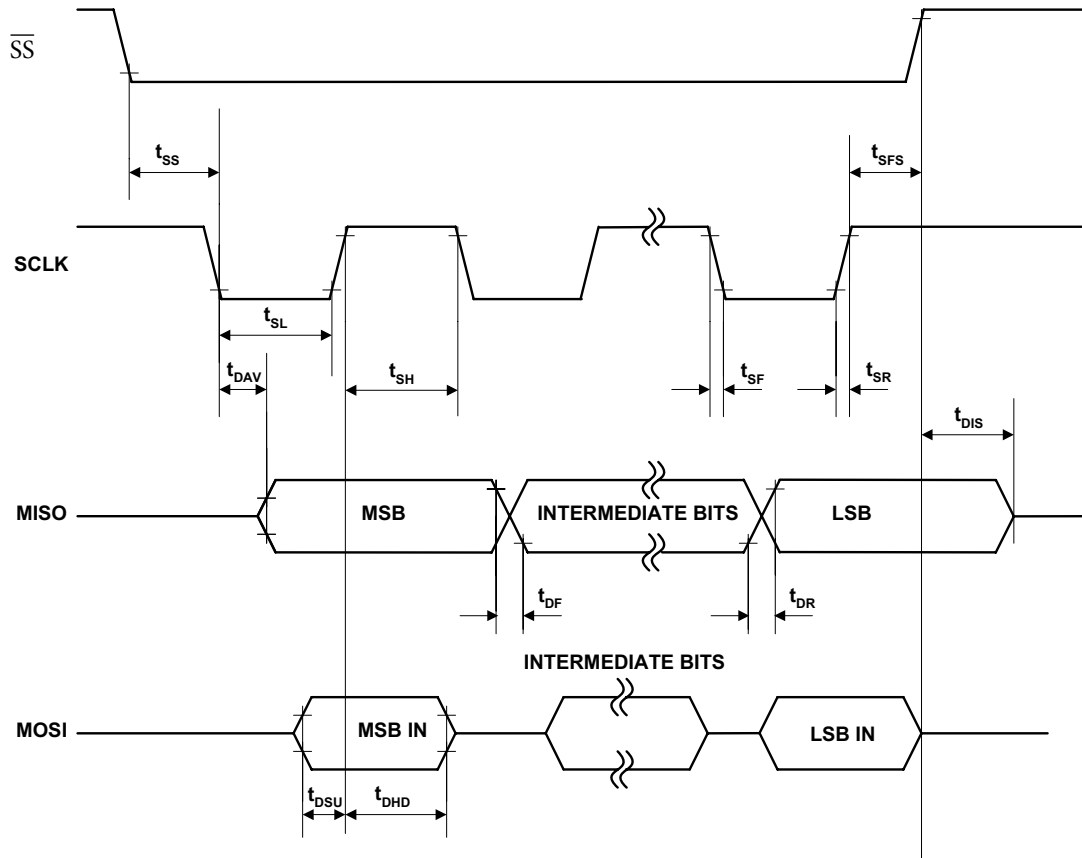 SS
tSS
tSFS
SCLK
tSL
tDAV
tSH
tSF
tSR
tDIS
MISO
MSB
INTERMEDIATE BITS
LSB
tDF
tDR
INTERMEDIATE BITS
MOSI
MSB IN
LSB IN
tDSU
tDHD